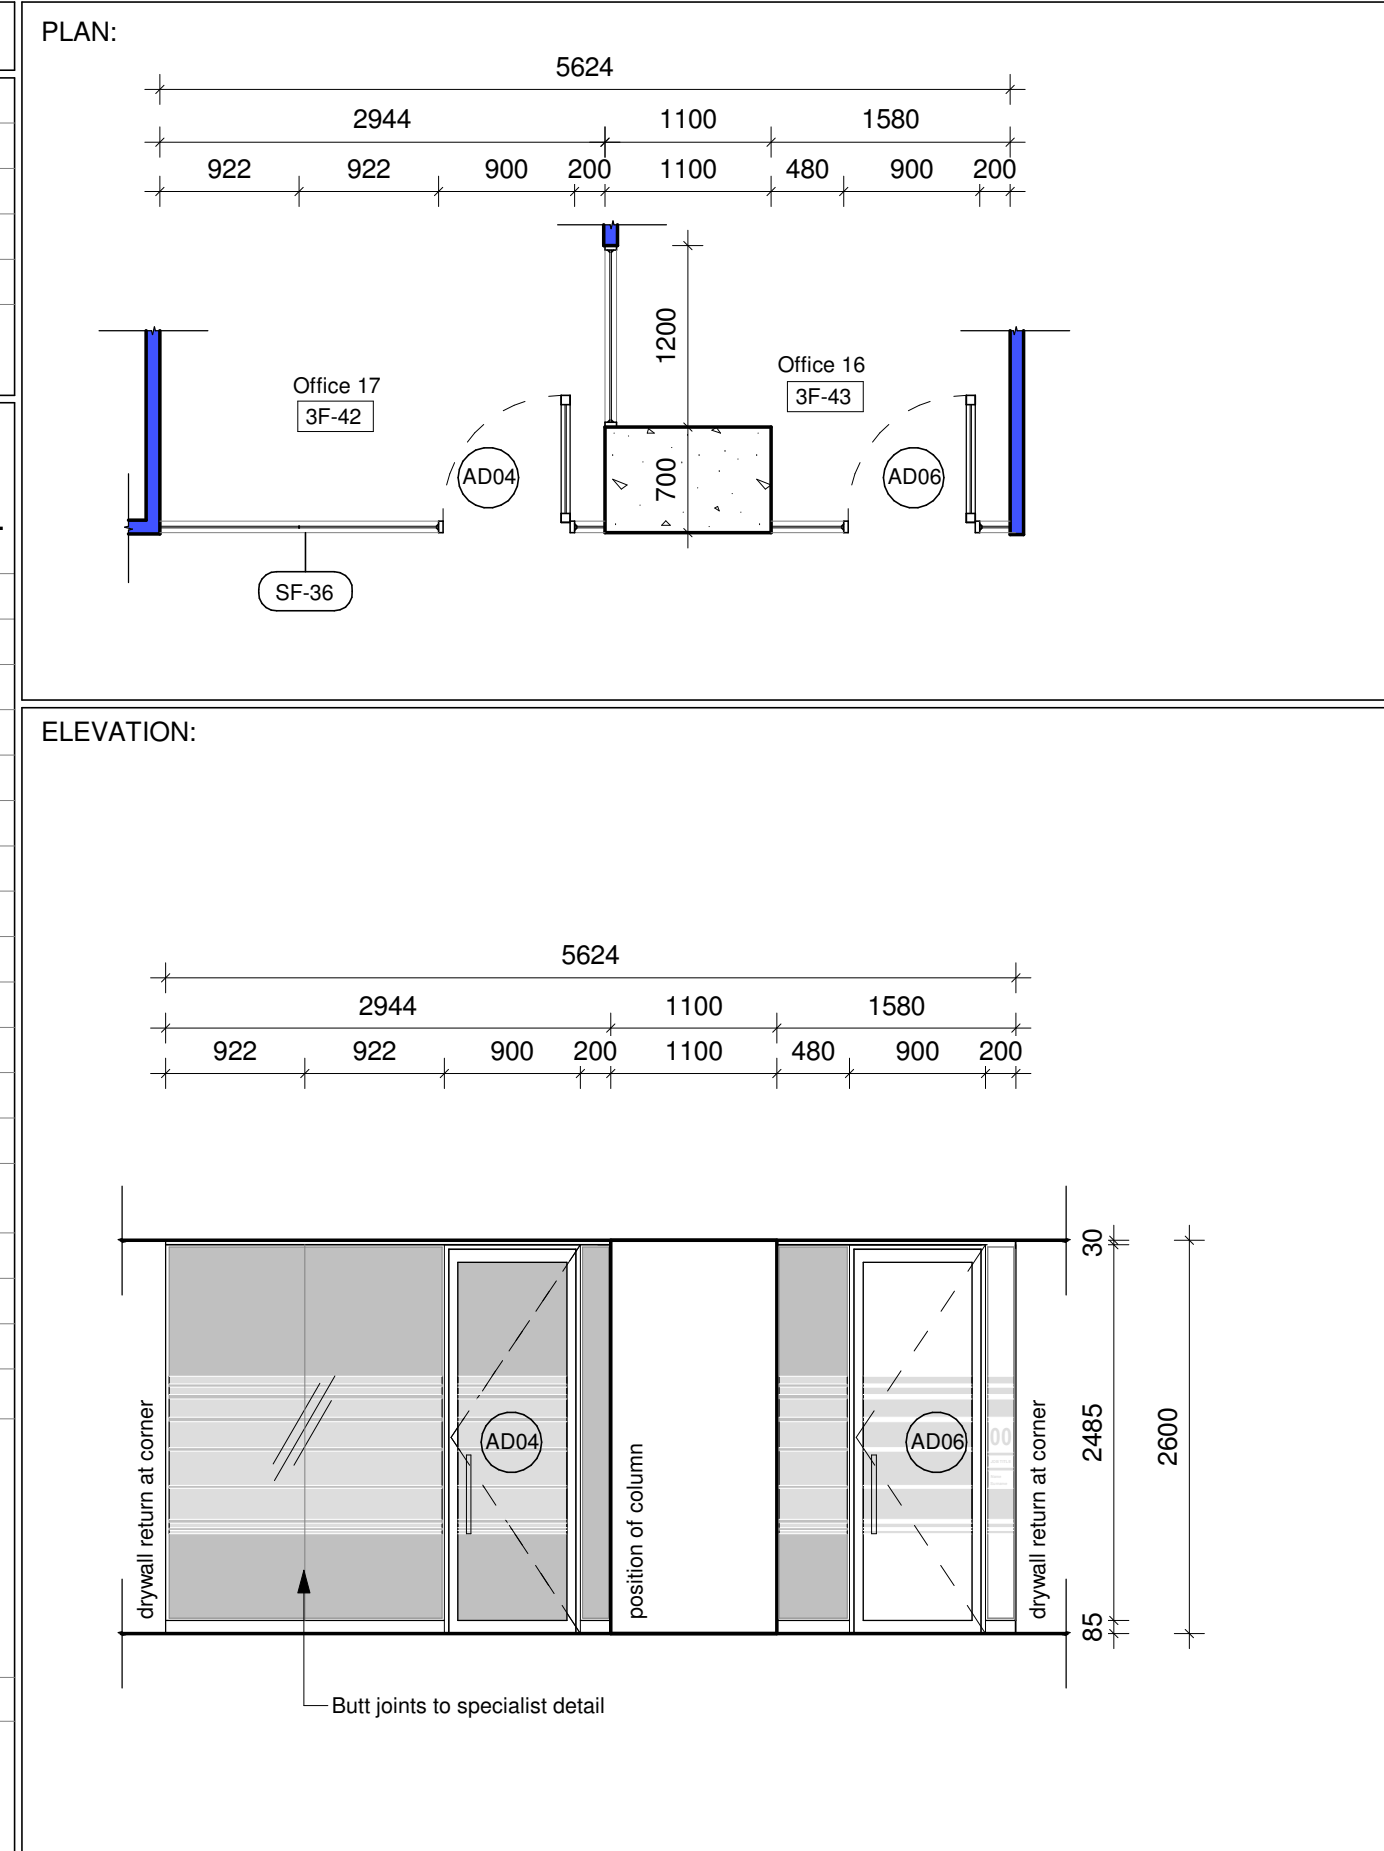 PLAN:
5624
2944 1100 1580
922 922 900 200 1100 480 900 200
1200
Office 17
3F-42
Office 16
3F-43
AD04
700
AD06
SF-36
ELEVATION:
5624
2944 1100 1580
922 922 900 200 1100 480 900 200
30
drywall return at corner
AD04
position of column
AD06
00
drywall return at corner
2485
2600
85
Butt joints to specialist detail